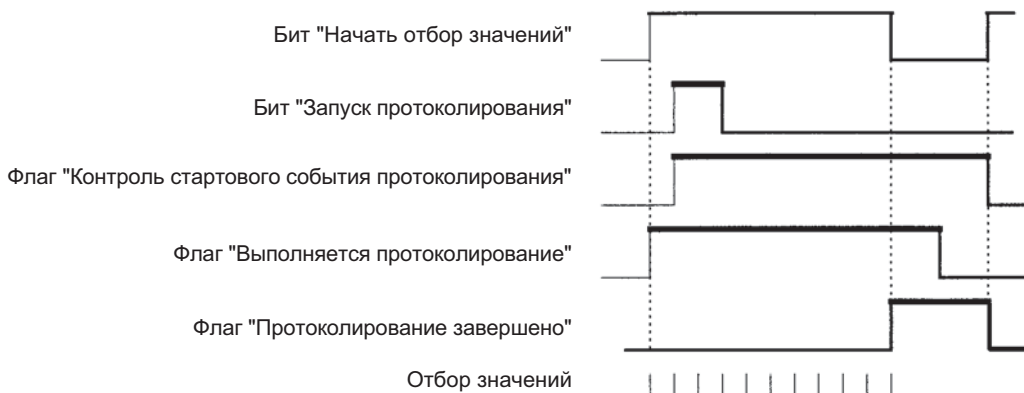 Бит "Начать отбор значений"
Бит "Запуск протоколирования"
Флаг "Контроль стартового события протоколирования"
Флаг "Выполняется протоколирование"
Флаг "Протоколирование завершено"
Отбор значений